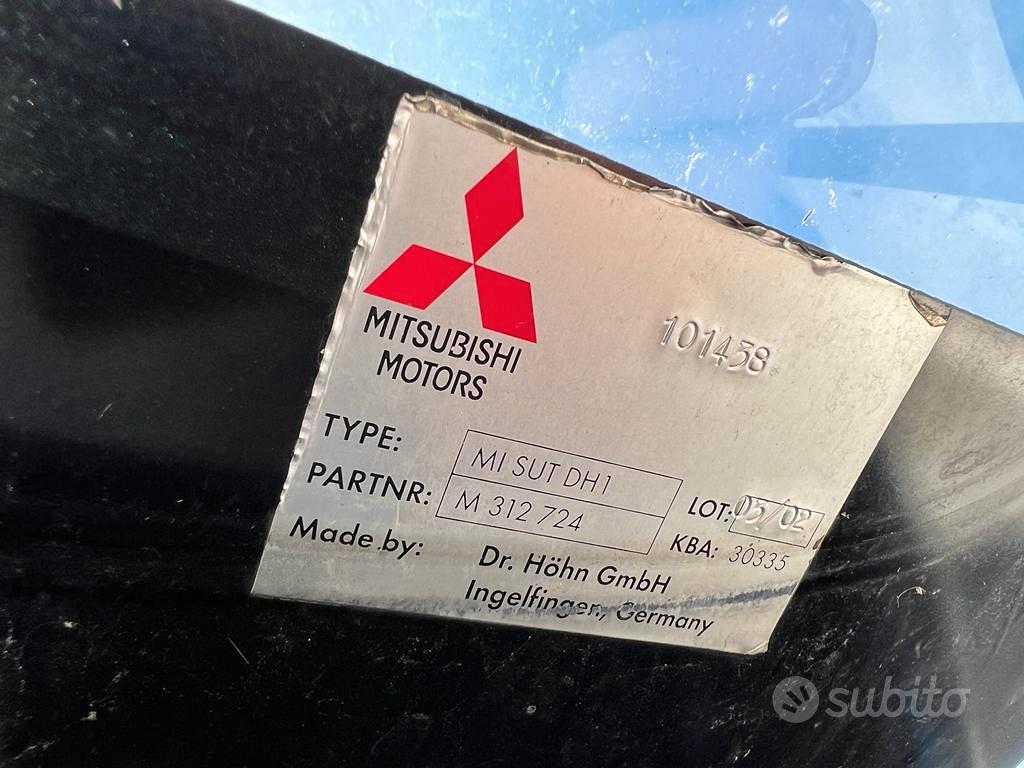 101438
MITSUBISHI
MOTORS
TYPE: MI SUT DH1
PARTNR: M 312 724
LOT: 05/02
KBA: 30335
Made by: Dr. Höhn GmbH
Ingelfingen, Germany
subito